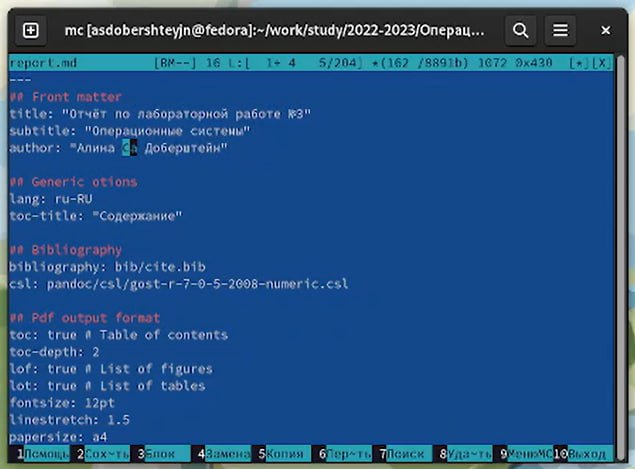 mc [asdobershteyjn@fedora]:~/work/study/2022-2023/Операц...
report.md [BM--] 16 L:[ 1+ 4 5/204] *(162 /8891b) 1072 0x430 [*][X]
---
## Front matter
title: "Отчёт по лабораторной работе №3"
subtitle: "Операционные системы"
author: "Алина Са Доберштейн"
## Generic otions
lang: ru-RU
toc-title: "Содержание"
## Bibliography
bibliography: bib/cite.bib
csl: pandoc/csl/gost-r-7-0-5-2008-numeric.csl
## Pdf output format
toc: true # Table of contents
toc-depth: 2
lof: true # List of figures
lot: true # List of tables
fontsize: 12pt
linestretch: 1.5
papersize: a4
1Помощь 2Сох~ть 3Блок 4Замена 5Копия 6Пер~ть 7Поиск 8Уда~ть 9МенюMC 10Выход